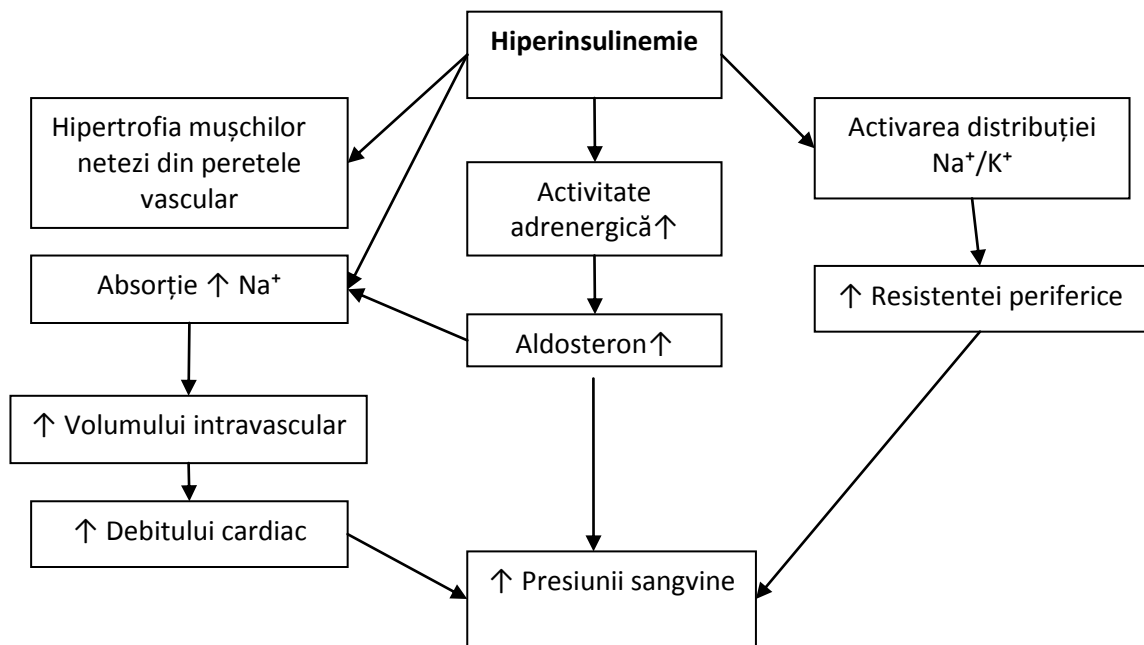 Hiperinsulinemie
Hipertrofia mușchilor
netezi din peretele
vascular
Activitate
adrenergică↑
Activarea distribuției
Na⁺/K⁺
Absorție ↑ Na⁺
Aldosteron↑
↑ Resistentei periferice
↑ Volumului intravascular
↑ Debitului cardiac
↑ Presiunii sangvine